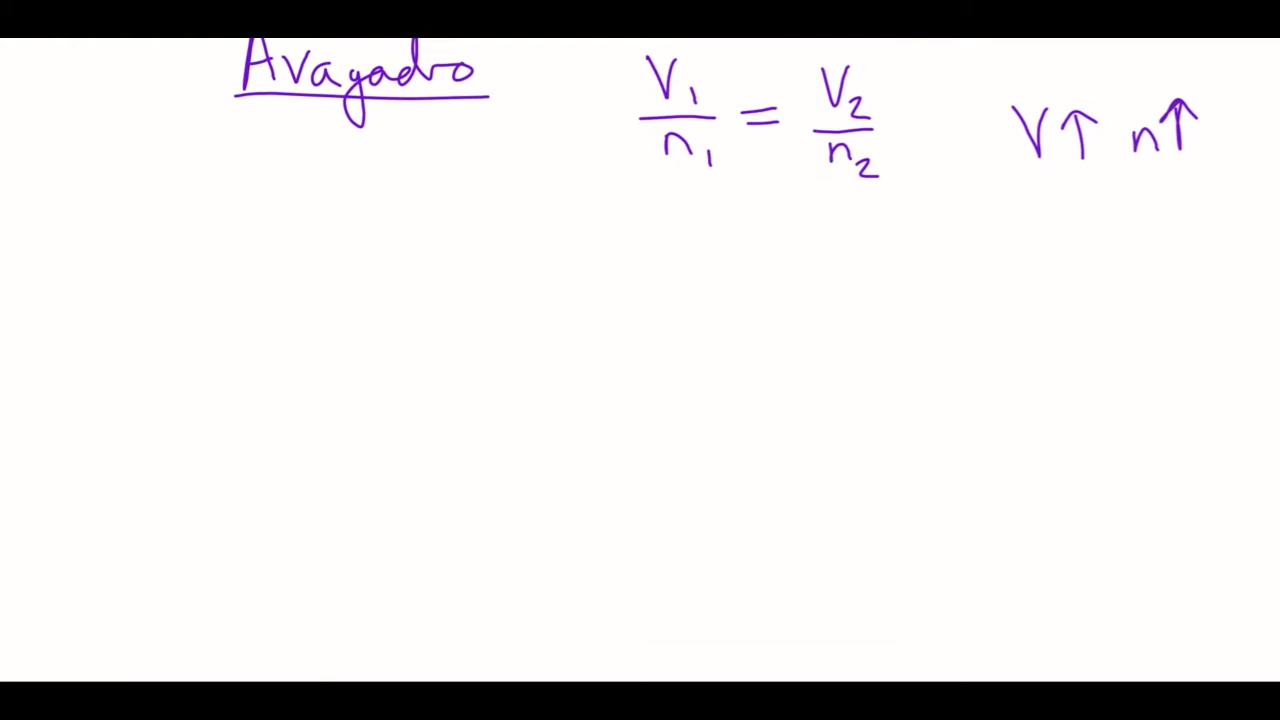 Avagadro V₁/n₁ = V₂/n₂ V↑ n↑